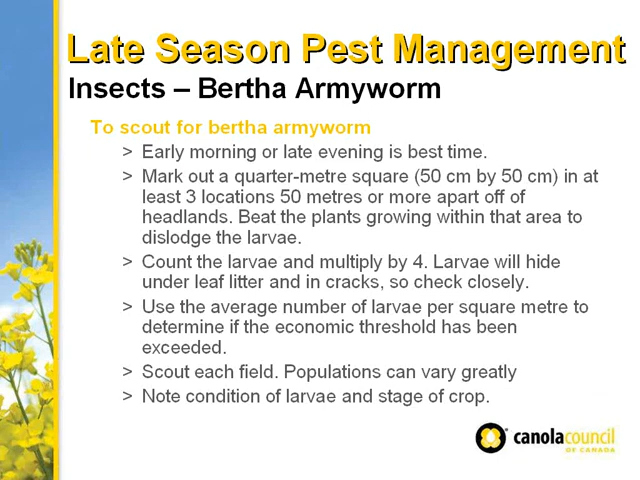 Late Season Pest Management
Insects – Bertha Armyworm
To scout for bertha armyworm
> Early morning or late evening is best time.
> Mark out a quarter-metre square (50 cm by 50 cm) in at
least 3 locations 50 metres or more apart off of
headlands. Beat the plants growing within that area to
dislodge the larvae.
> Count the larvae and multiply by 4. Larvae will hide
under leaf litter and in cracks, so check closely.
> Use the average number of larvae per square metre to
determine if the economic threshold has been
exceeded.
> Scout each field. Populations can vary greatly
> Note condition of larvae and stage of crop.
canolacouncil
OF CANADA